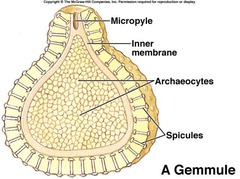 Copyright © The McGraw-Hill Companies, Inc. Permission required for reproduction or display
Micropyle
Inner
membrane
Archaeocytes
Spicules
A Gemmule